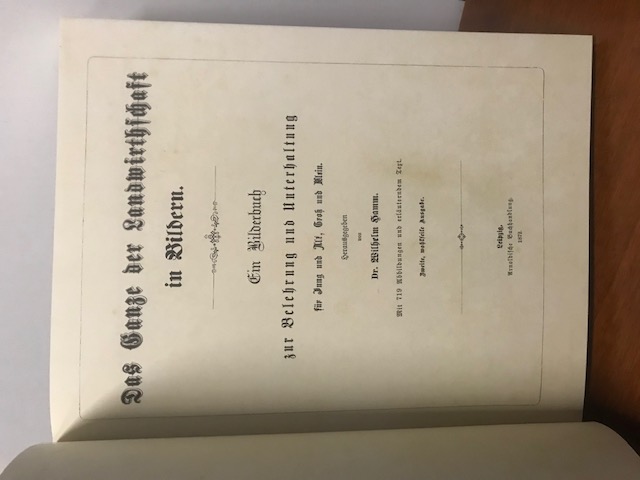 Das Ganze der Landwirthschaft
in Bildern.
Ein Bilderbuch
zur Belehrung und Unterhaltung
für Jung und Alt, Groß und Klein.
Herausgegeben
von
Dr. Wilhelm Hamm.
Mit 719 Abbildungen und erläuterndem Text.
Zweite, wohlfeile Ausgabe.
Leipzig,
Arnoldische Buchhandlung.
1872.